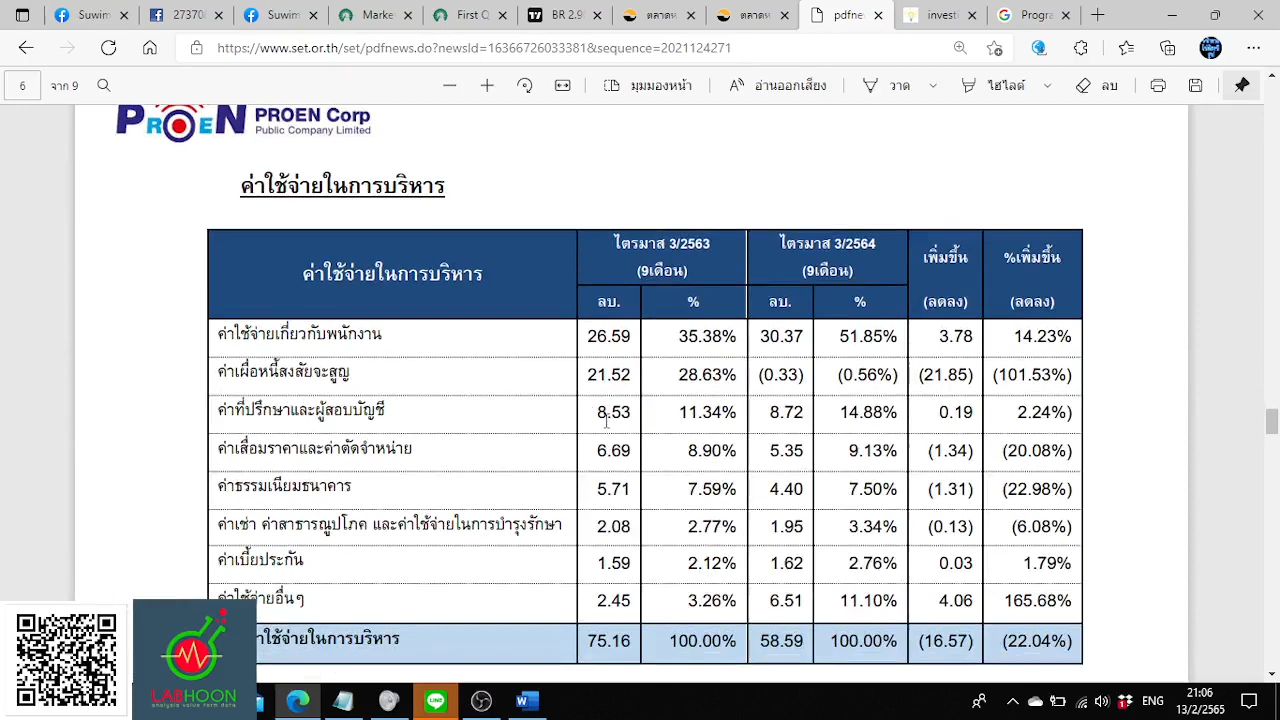 Swim
Swim
373070
BR 2.9
pdfne
invest
Progra
https://www.set.or.th/set/pdfnews.do?newsId=16366726033381&sequence=2021124271
6 จาก 9 มุมมองหน้า อ่านออกเสียง วาด ไฮไลต์ ลบ
PROEN PROEN Corp
Public Company Limited
ค่าใช้จ่ายในการบริหาร
ค่าใช้จ่ายในการบริหาร ไตรมาส 3/2563 ไตรมาส 3/2564 เพิ่มขึ้น %เพิ่มขึ้น
(9เดือน) (9เดือน) (ลดลง) (ลดลง)
ลบ. % ลบ. %
ค่าใช้จ่ายเกี่ยวกับพนักงาน 26.59 35.38% 30.37 51.85% 3.78 14.23%
ค่าเผื่อหนี้สงสัยจะสูญ 21.52 28.63% (0.33) (0.56%) (21.85) (101.53%)
ค่าที่ปรึกษาและผู้สอบบัญชี 8.53 11.34% 8.72 14.88% 0.19 2.24%)
ค่าเสื่อมราคาและค่าตัดจำหน่าย 6.69 8.90% 5.35 9.13% (1.34) (20.08%)
ค่าธรรมเนียมธนาคาร 5.71 7.59% 4.40 7.50% (1.31) (22.98%)
ค่าเช่า ค่าสาธารณูปโภค และค่าใช้จ่ายในการบำรุงรักษา 2.08 2.77% 1.95 3.34% (0.13) (6.08%)
ค่าเบี้ยประกัน 1.59 2.12% 1.62 2.76% 0.03 1.79%
ค่าใช้จ่ายอื่นๆ 2.45 3.26% 6.51 11.10% 4.06 165.68%
ค่าใช้จ่ายในการบริหาร 75.16 100.00% 58.59 100.00% (16.57) (22.04%)
LABHOON
analysis value form data
ENG 21:06
13/2/2565